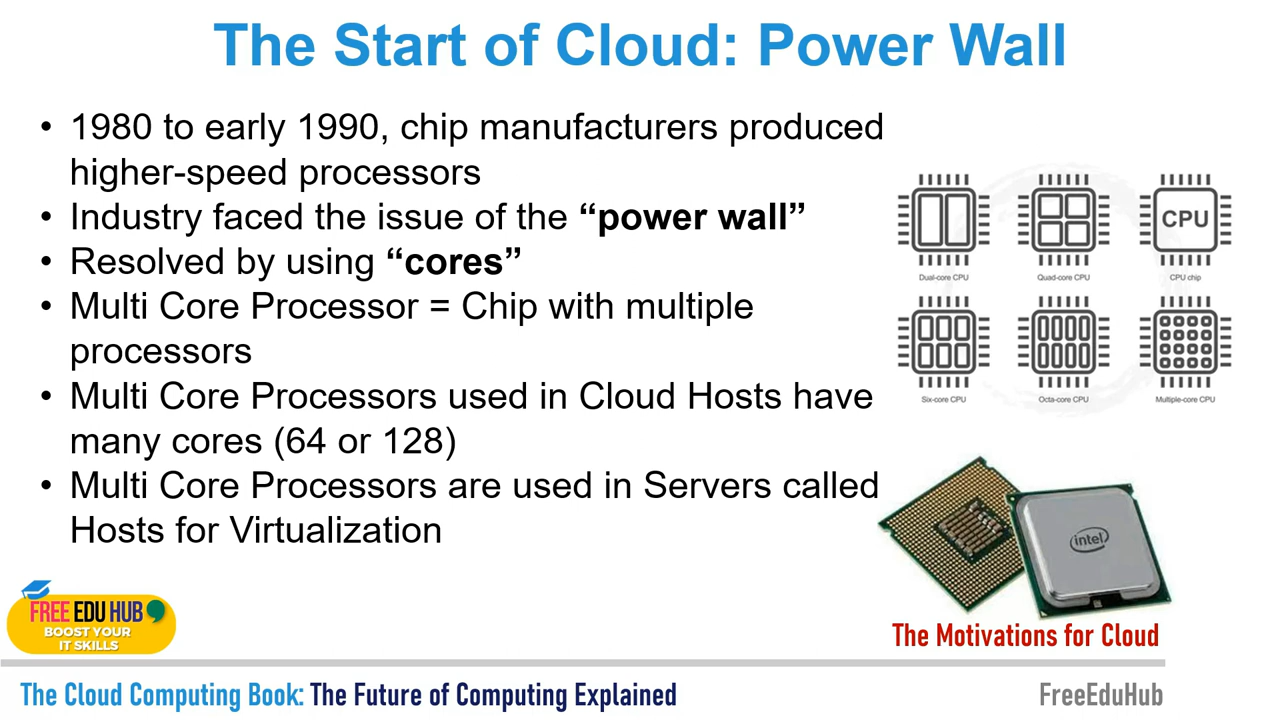 The Start of Cloud: Power Wall
• 1980 to early 1990, chip manufacturers produced
higher-speed processors
• Industry faced the issue of the “power wall”
• Resolved by using “cores”
• Multi Core Processor = Chip with multiple
processors
• Multi Core Processors used in Cloud Hosts have
many cores (64 or 128)
• Multi Core Processors are used in Servers called
Hosts for Virtualization
CPU
Dual-core CPU
Quad-core CPU
CPU chip
Six-core CPU
Octa-core CPU
Multiple-core CPU
intel
The Motivations for Cloud
FREE EDU HUB
BOOST YOUR
IT SKILLS
The Cloud Computing Book: The Future of Computing Explained
FreeEduHub